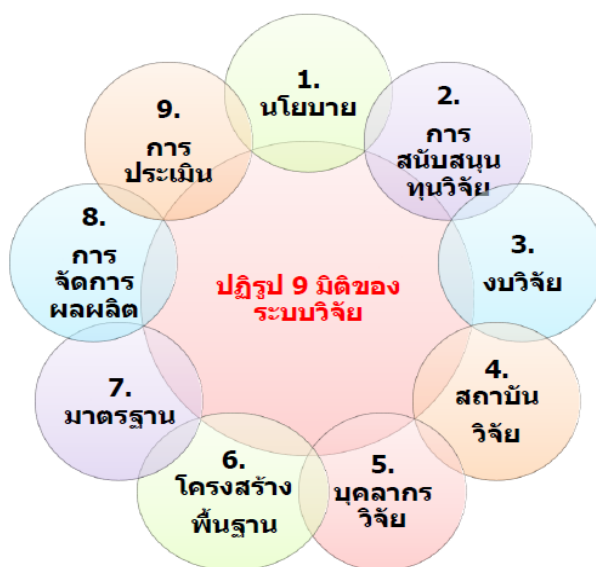 1.
นโยบาย
2.
การ
สนับสนุน
ทุนวิจัย
3.
งบวิจัย
4.
สถาบัน
วิจัย
5.
บุคลากร
วิจัย
6.
โครงสร้าง
พื้นฐาน
7.
มาตรฐาน
8.
การ
จัดการ
ผลผลิต
9.
การ
ประเมิน
ปฏิรูป 9 มิติของ
ระบบวิจัย